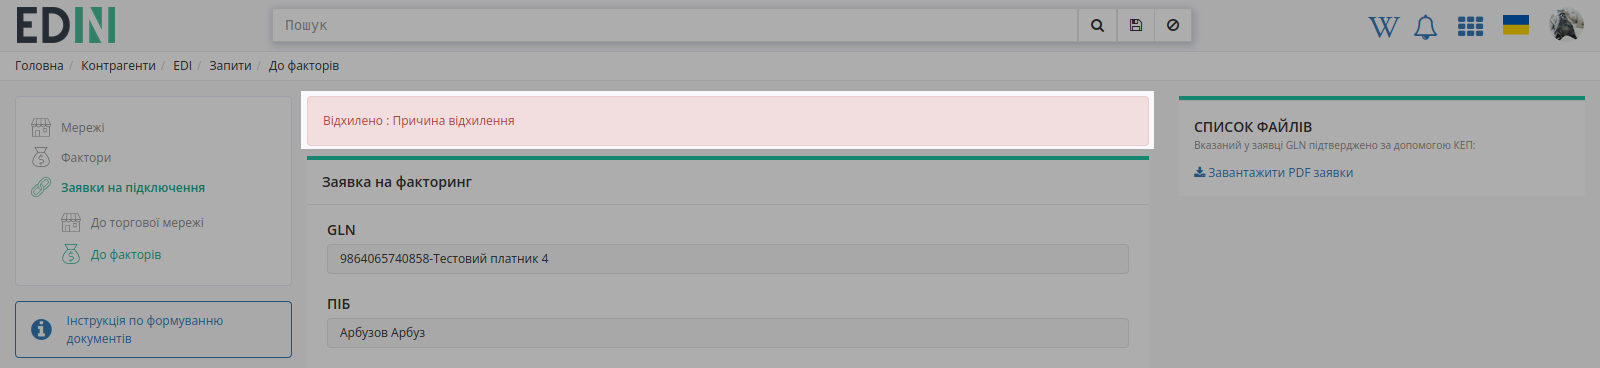 EDIN
Пошук
Головна / Контрагенти / EDI / Запити / До факторів
Мережі
Фактори
Заявки на підключення
До торгової мережі
До факторів
Інструкція по формуванню
документів
Відхилено : Причина відхилення
Заявка на факторинг
GLN
9864065740858-Тестовий платник 4
ПІБ
Арбузов Арбуз
СПИСОК ФАЙЛІВ
Вказаний у заявці GLN підтверджено за допомогою КЕП:
Завантажити PDF заявки